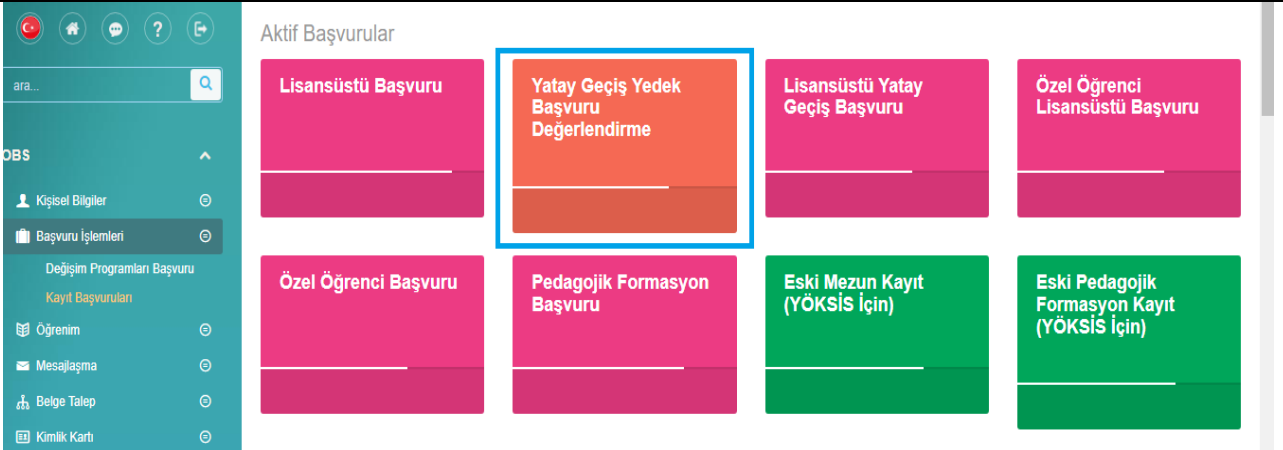 ?
ara...
OBS
Kişisel Bilgiler
Başvuru İşlemleri
Değişim Programları Başvuru
Kayıt Başvuruları
Öğrenim
Mesajlaşma
Belge Talep
Kimlik Kartı
Aktif Başvurular
Lisansüstü Başvuru
Yatay Geçiş Yedek
Başvuru
Değerlendirme
Lisansüstü Yatay
Geçiş Başvuru
Özel Öğrenci
Lisansüstü Başvuru
Özel Öğrenci Başvuru
Pedagojik Formasyon
Başvuru
Eski Mezun Kayıt
(YÖKSİS İçin)
Eski Pedagojik
Formasyon Kayıt
(YÖKSİS İçin)